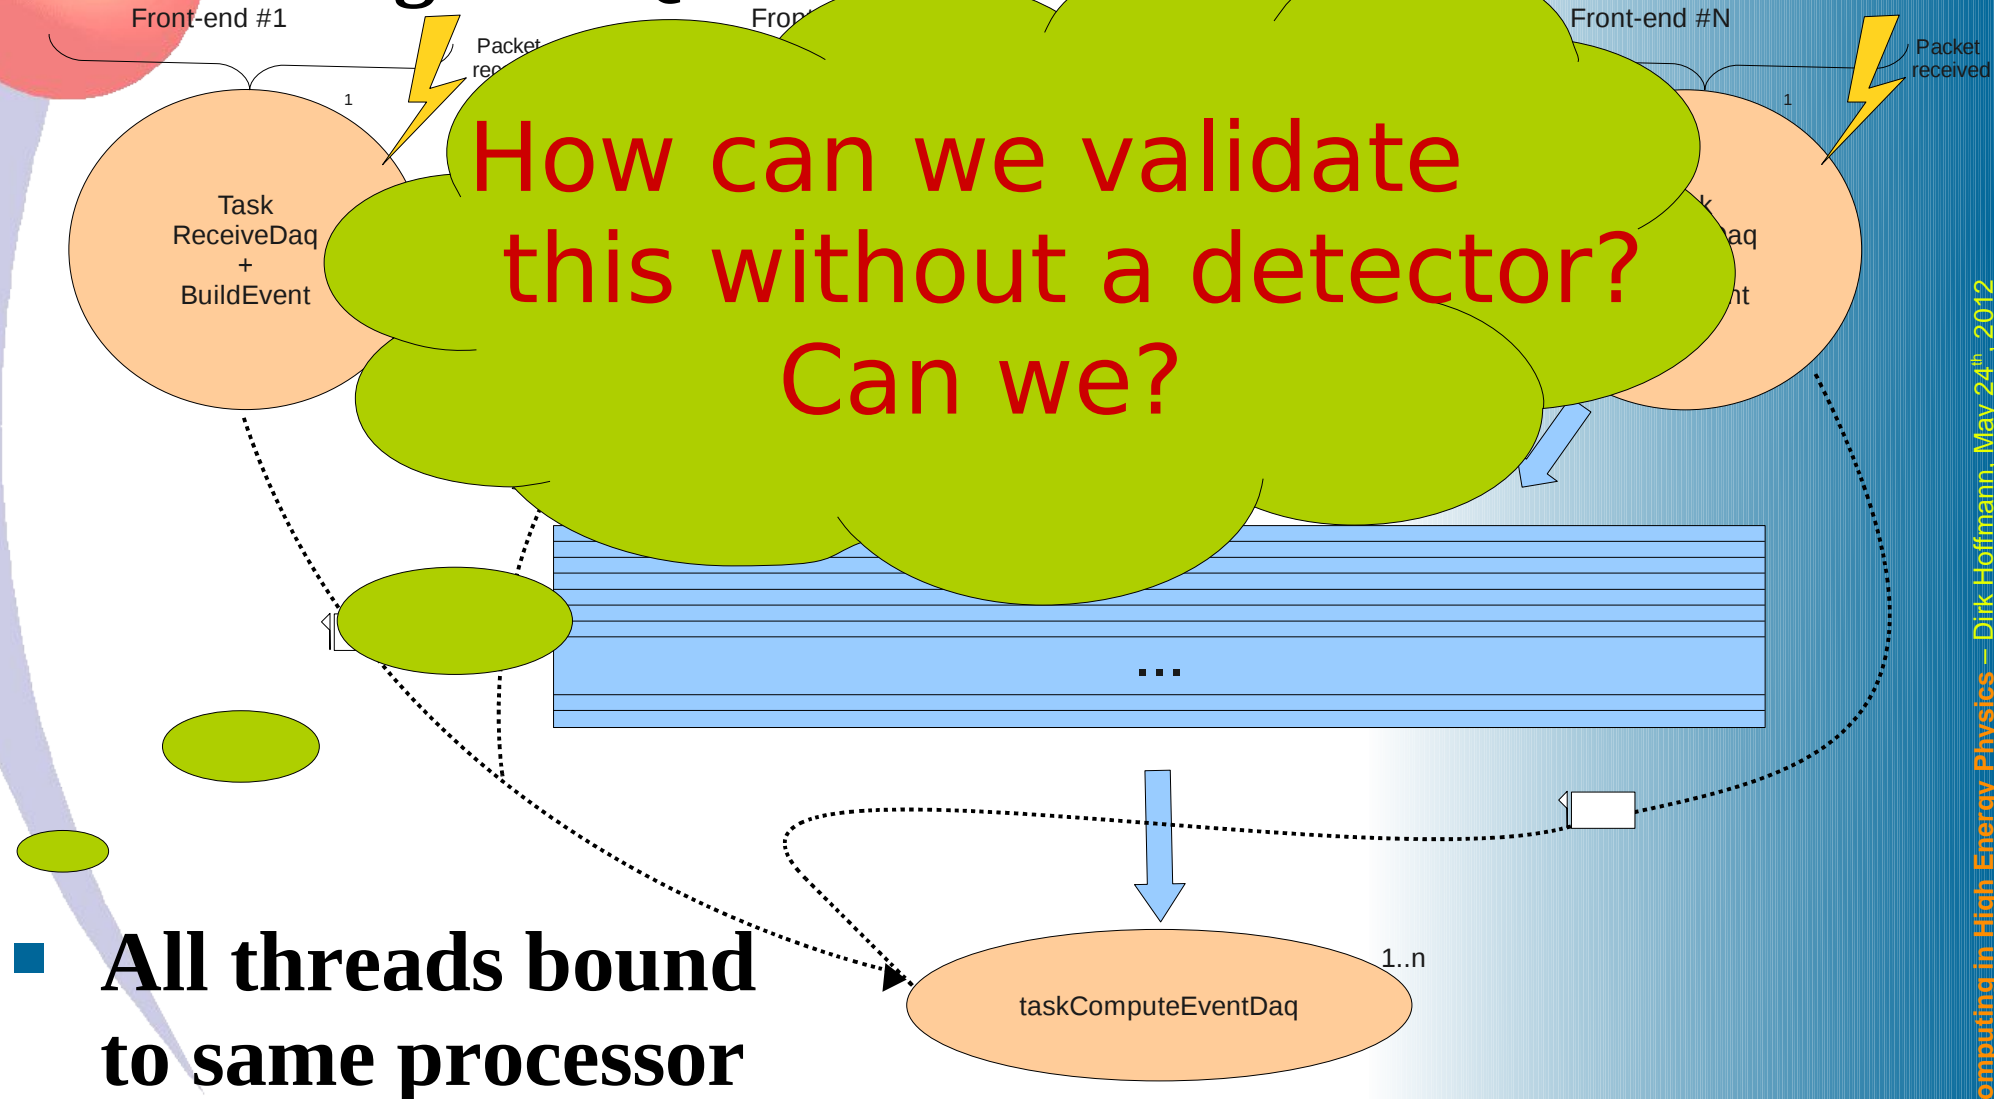 Front-end #1
Front-end #N
Packet
Packet
received
1
1
How can we validate
this without a detector?
Can we?
Task
ReceiveDaq
+
BuildEvent
...
1..n
taskComputeEventDaq
All threads bound
to same processor
omputing in High Energy Physics – Dirk Hoffmann, May 24th, 2012